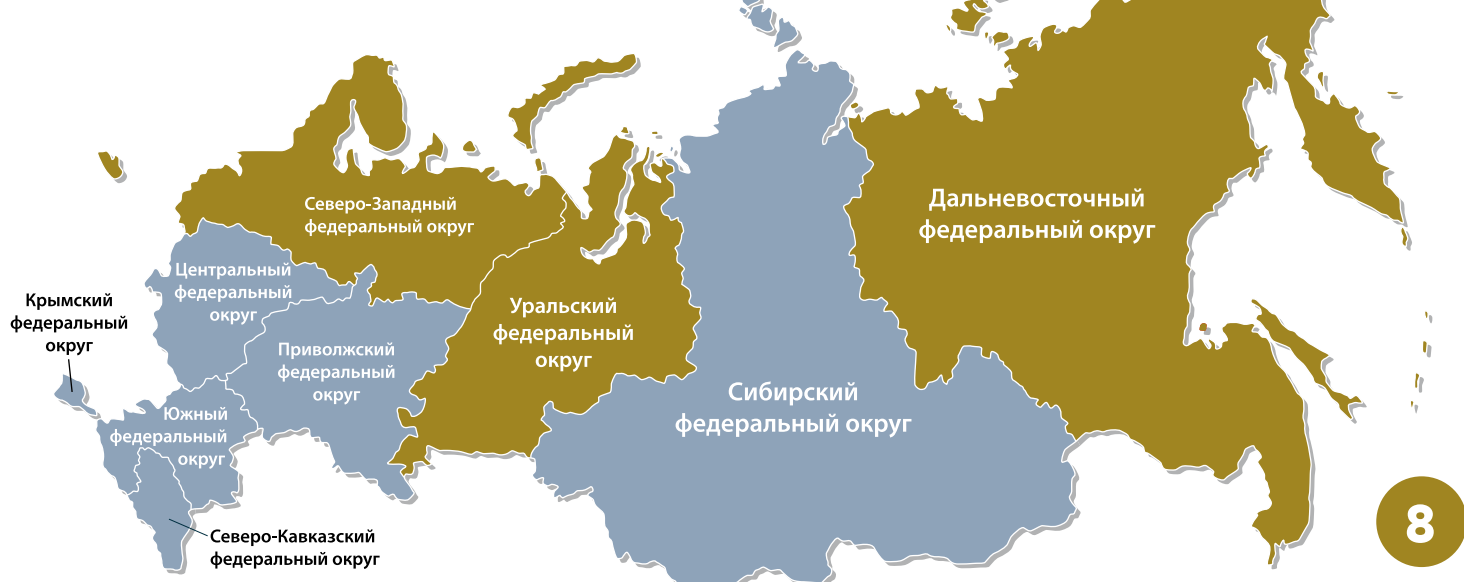 Северо-Западный
федеральный округ
Дальневосточный
федеральный округ
Центральный
федеральный
округ
Крымский
федеральный
округ
Уральский
федеральный
округ
Приволжский
федеральный
округ
Сибирский
федеральный округ
Южный
федеральный
округ
Северо-Кавказский
федеральный округ
8